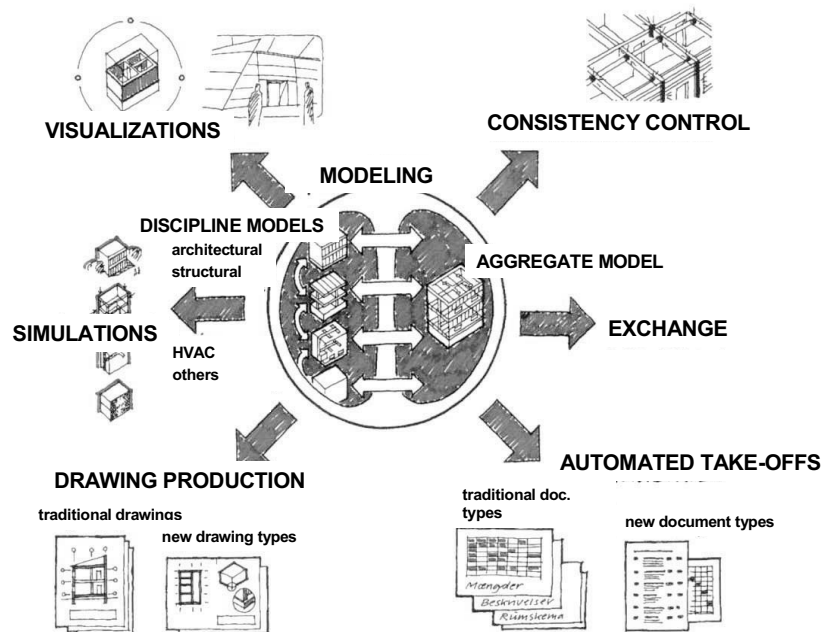 VISUALIZATIONS
CONSISTENCY CONTROL
MODELING
DISCIPLINE MODELS
architectural
structural
AGGREGATE MODEL
SIMULATIONS
EXCHANGE
HVAC
others
DRAWING PRODUCTION
AUTOMATED TAKE-OFFS
traditional drawings
new drawing types
traditional doc.
types
new document types
Mængder
Beskrivelser
Rumskema